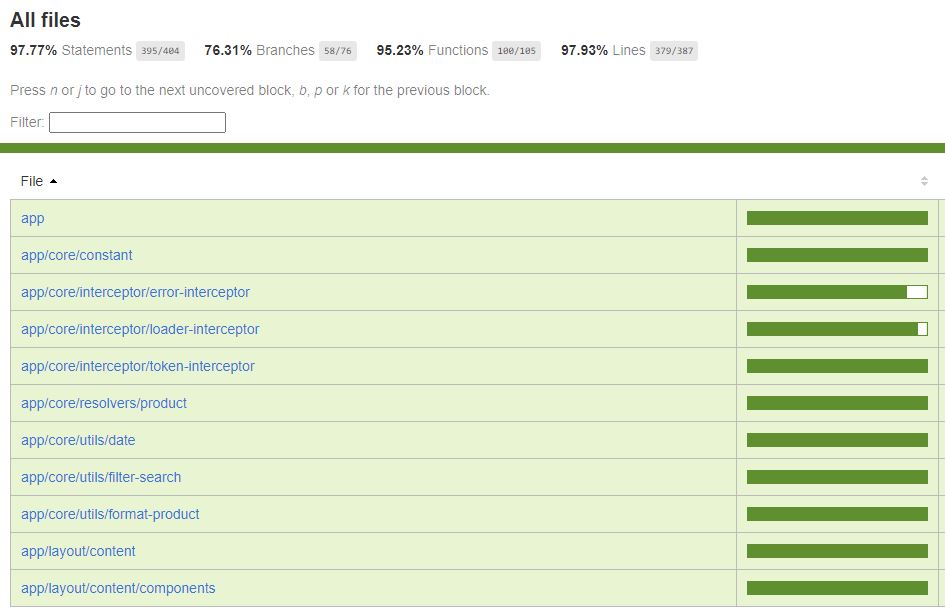 All files
97.77% Statements 395/404 76.31% Branches 58/76 95.23% Functions 100/105 97.93% Lines 379/387
Press n or j to go to the next uncovered block, b, p or k for the previous block.
Filter:
File
app
app/core/constant
app/core/interceptor/error-interceptor
app/core/interceptor/loader-interceptor
app/core/interceptor/token-interceptor
app/core/resolvers/product
app/core/utils/date
app/core/utils/filter-search
app/core/utils/format-product
app/layout/content
app/layout/content/components